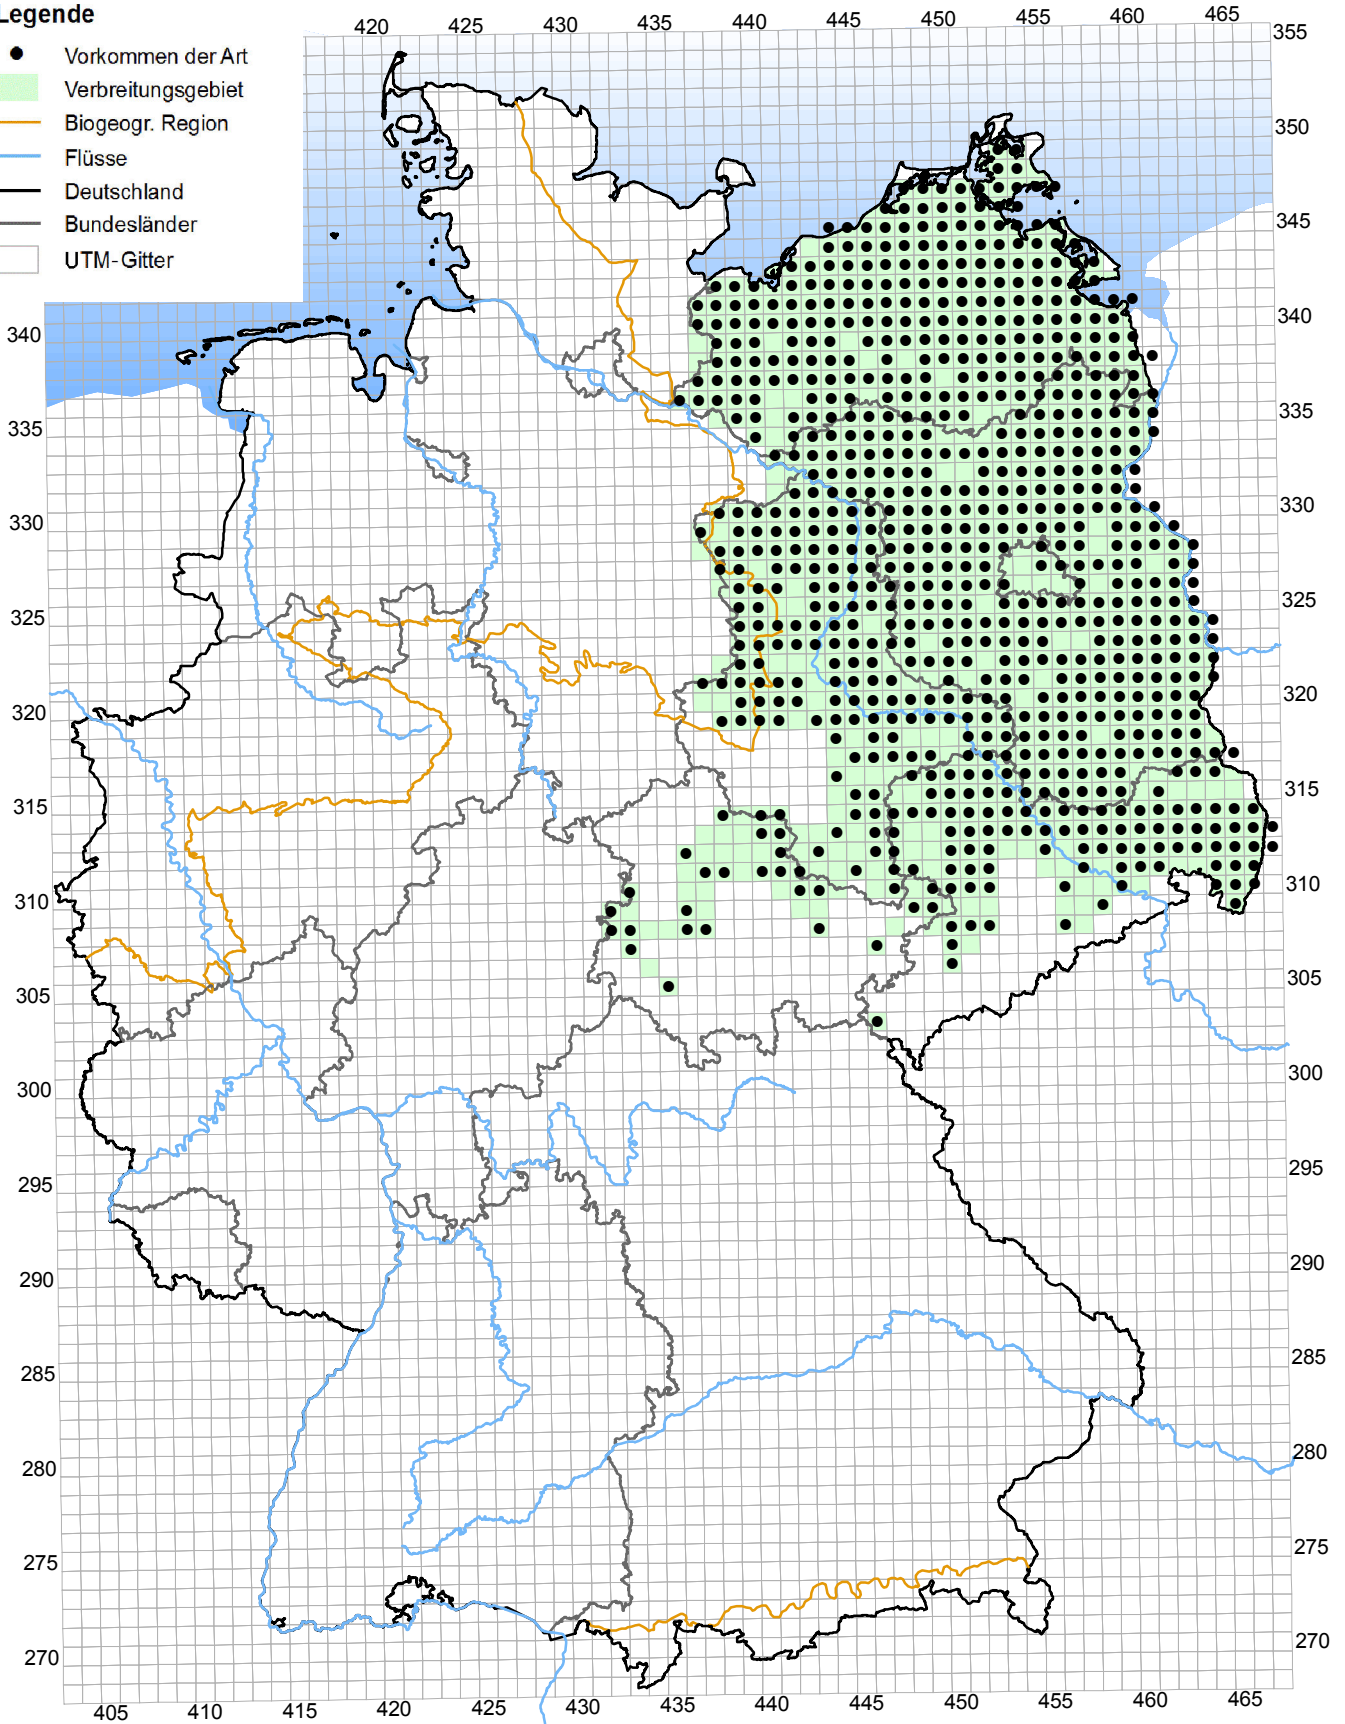 Legende
Vorkommen der Art
Verbreitungsgebiet
Biogeogr. Region
Flüsse
Deutschland
Bundesländer
UTM-Gitter
420 425 430 435 440 445 450 455 460 465
355
350
345
340 340
335 335
330 330
325 325
320 320
315 315
310 310
305 305
300 300
295 295
290 290
285 285
280 280
275 275
270 270
405 410 415 420 425 430 435 440 445 450 455 460 465